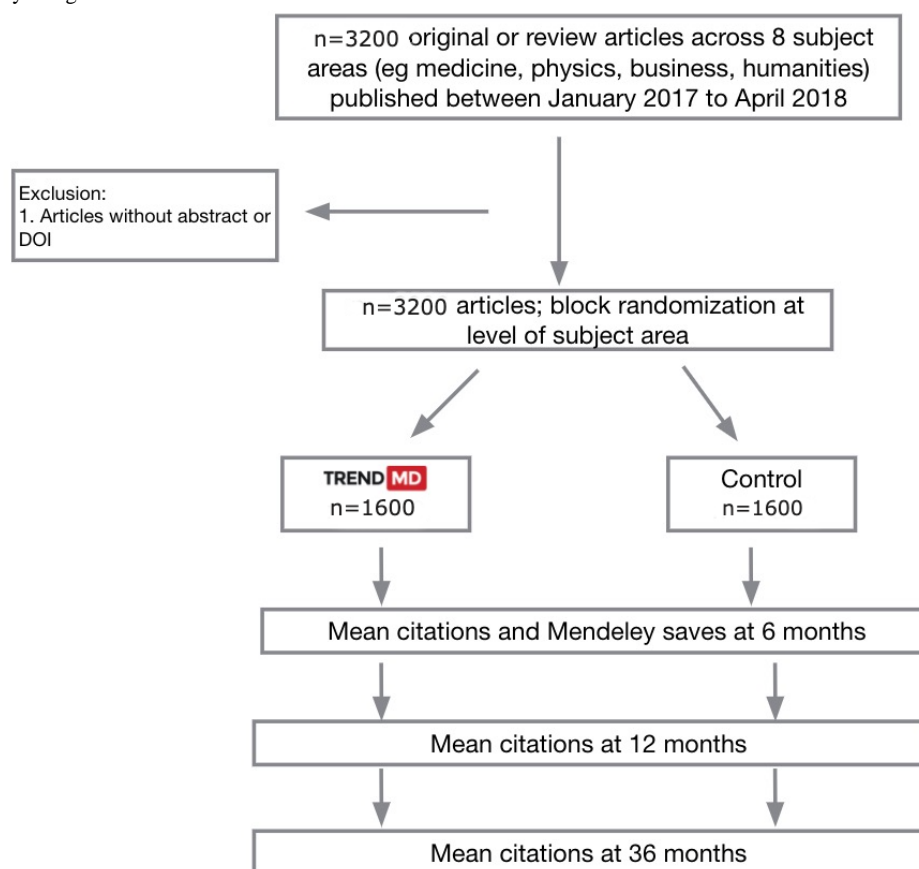 n=3200 original or review articles across 8 subject
areas (eg medicine, physics, business, humanities)
published between January 2017 to April 2018
Exclusion:
1. Articles without abstract or
DOI
n=3200 articles; block randomization at
level of subject area
TREND MD
n=1600
Control
n=1600
Mean citations and Mendeley saves at 6 months
Mean citations at 12 months
Mean citations at 36 months